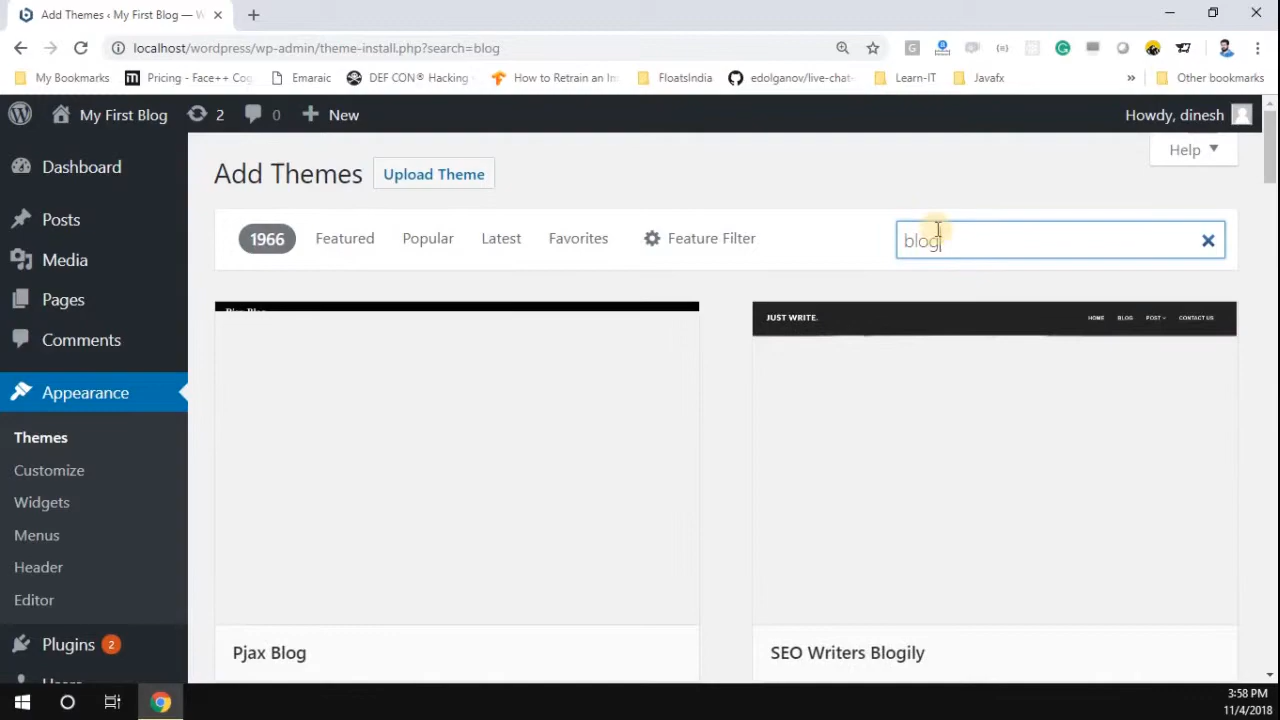 Add Themes ‹ My First Blog — W
localhost/wordpress/wp-admin/theme-install.php?search=blog
My Bookmarks
Pricing - Face++ Cog
Emaraic
DEF CON® Hacking
How to Retrain an In
FloatsIndia
edolganov/live-chat-
Learn-IT
Javafx
»
Other bookmarks
My First Blog
2
0
New
Howdy, dinesh
Dashboard
Posts
Media
Pages
Comments
Appearance
Themes
Customize
Widgets
Menus
Header
Editor
Plugins 2
Help
Add Themes
Upload Theme
1966
Featured
Popular
Latest
Favorites
Feature Filter
blog
Pjax Blog
JUST WRITE.
HOME
BLOG
POST
CONTACT US
Pjax Blog
SEO Writers Blogily
3:58 PM
11/4/2018